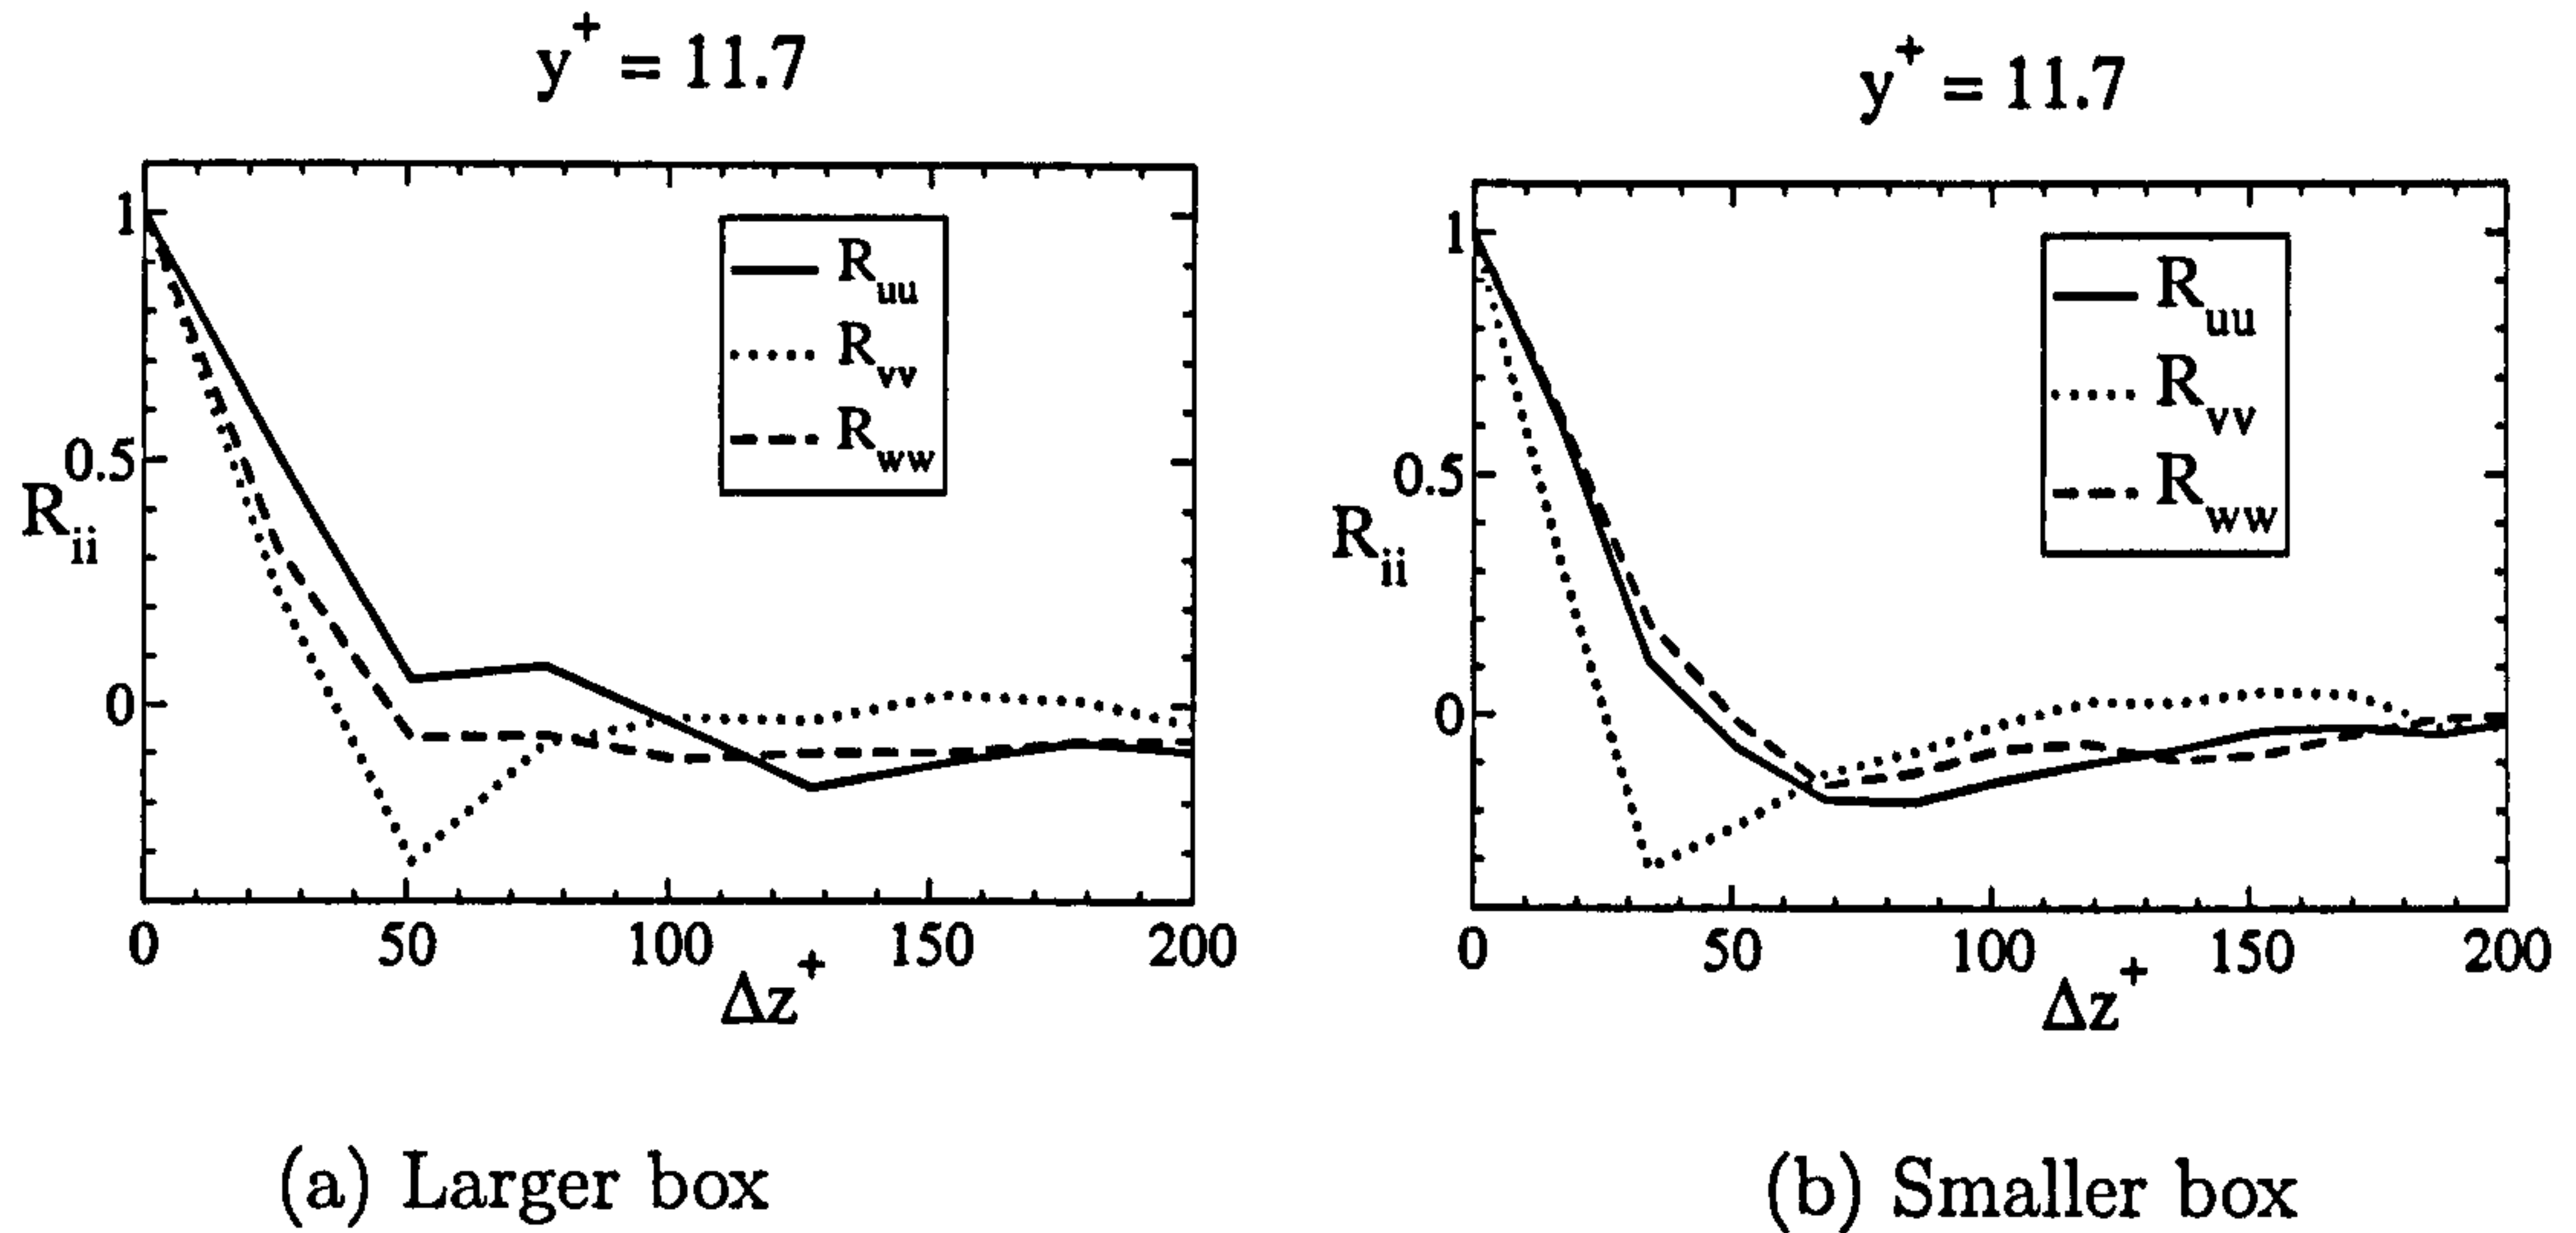 y+ = 11.7
1
0.5
0
R_ii
R_uu
R_vv
R_ww
0 50 100 150 200
Δz+
(a) Larger box
y+ = 11.7
1
0.5
0
R_ii
R_uu
R_vv
R_ww
0 50 100 150 200
Δz+
(b) Smaller box